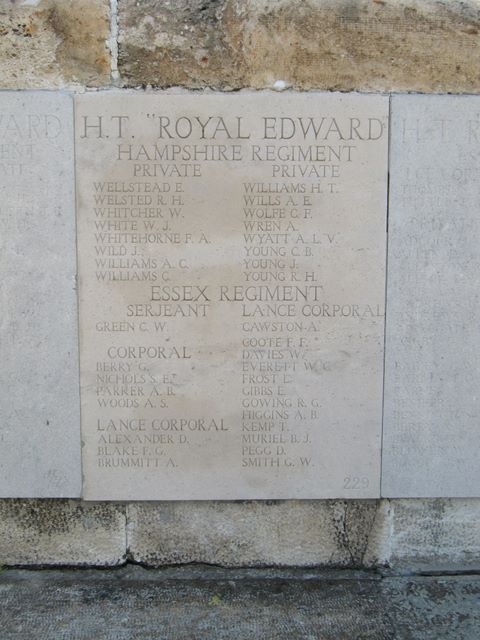 H.T. "ROYAL EDWARD"
HAMPSHIRE REGIMENT
PRIVATE
WELLSTEAD E.
WELSTED R. H.
WHITCHER W.
WHITE W. J.
WHITEHORNE F. A.
WILD J.
WILLIAMS A. C.
WILLIAMS C.
PRIVATE
WILLIAMS H. T.
WILLS A. E.
WOLFE C. F.
WREN A.
WYATT A. L. V.
YOUNG C. B.
YOUNG J.
YOUNG R. H.
ESSEX REGIMENT
SERJEANT
GREEN C. W.
CORPORAL
BERRY G.
NICHOLS S. E.
PARKER A. B.
WOODS A. S.
LANCE CORPORAL
ALEXANDER D.
BLAKE F. G.
BRUMMITT A.
LANCE CORPORAL
CAWSTON A.
COOTE F. F.
DAVIES W.
EVERETT W. G.
FROST L.
GIBBS E.
GOWING R. G.
HIGGINS A. B.
KEMP T.
MURIEL B. J.
PEGG D.
SMITH G. W.
229